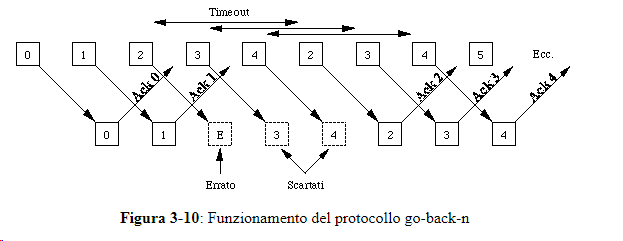 Timeout
0 1 2 3 4 2 3 4 5 Ecc.
Ack 0 Ack 1 Ack 2 Ack 3 Ack 4
0 1 E 3 4 2 3 4
Errato Scartati
Figura 3-10: Funzionamento del protocollo go-back-n